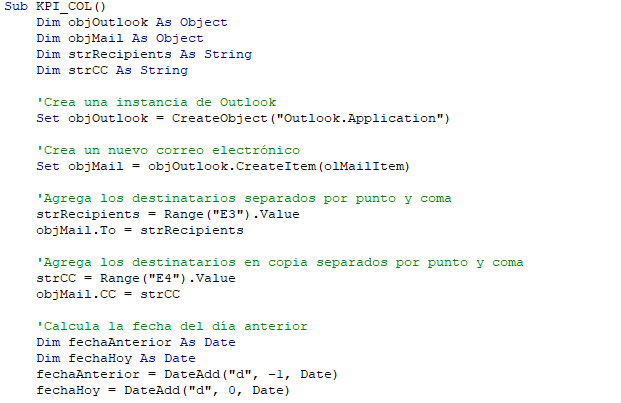 Sub KPI_COL()
Dim objOutlook As Object
Dim objMail As Object
Dim strRecipients As String
Dim strCC As String
'Crea una instancia de Outlook
Set objOutlook = CreateObject("Outlook.Application")
'Crea un nuevo correo electrónico
Set objMail = objOutlook.CreateItem(olMailItem)
'Agrega los destinatarios separados por punto y coma
strRecipients = Range("E3").Value
objMail.To = strRecipients
'Agrega los destinatarios en copia separados por punto y coma
strCC = Range("E4").Value
objMail.CC = strCC
'Calcula la fecha del día anterior
Dim fechaAnterior As Date
Dim fechaHoy As Date
fechaAnterior = DateAdd("d", -1, Date)
fechaHoy = DateAdd("d", 0, Date)